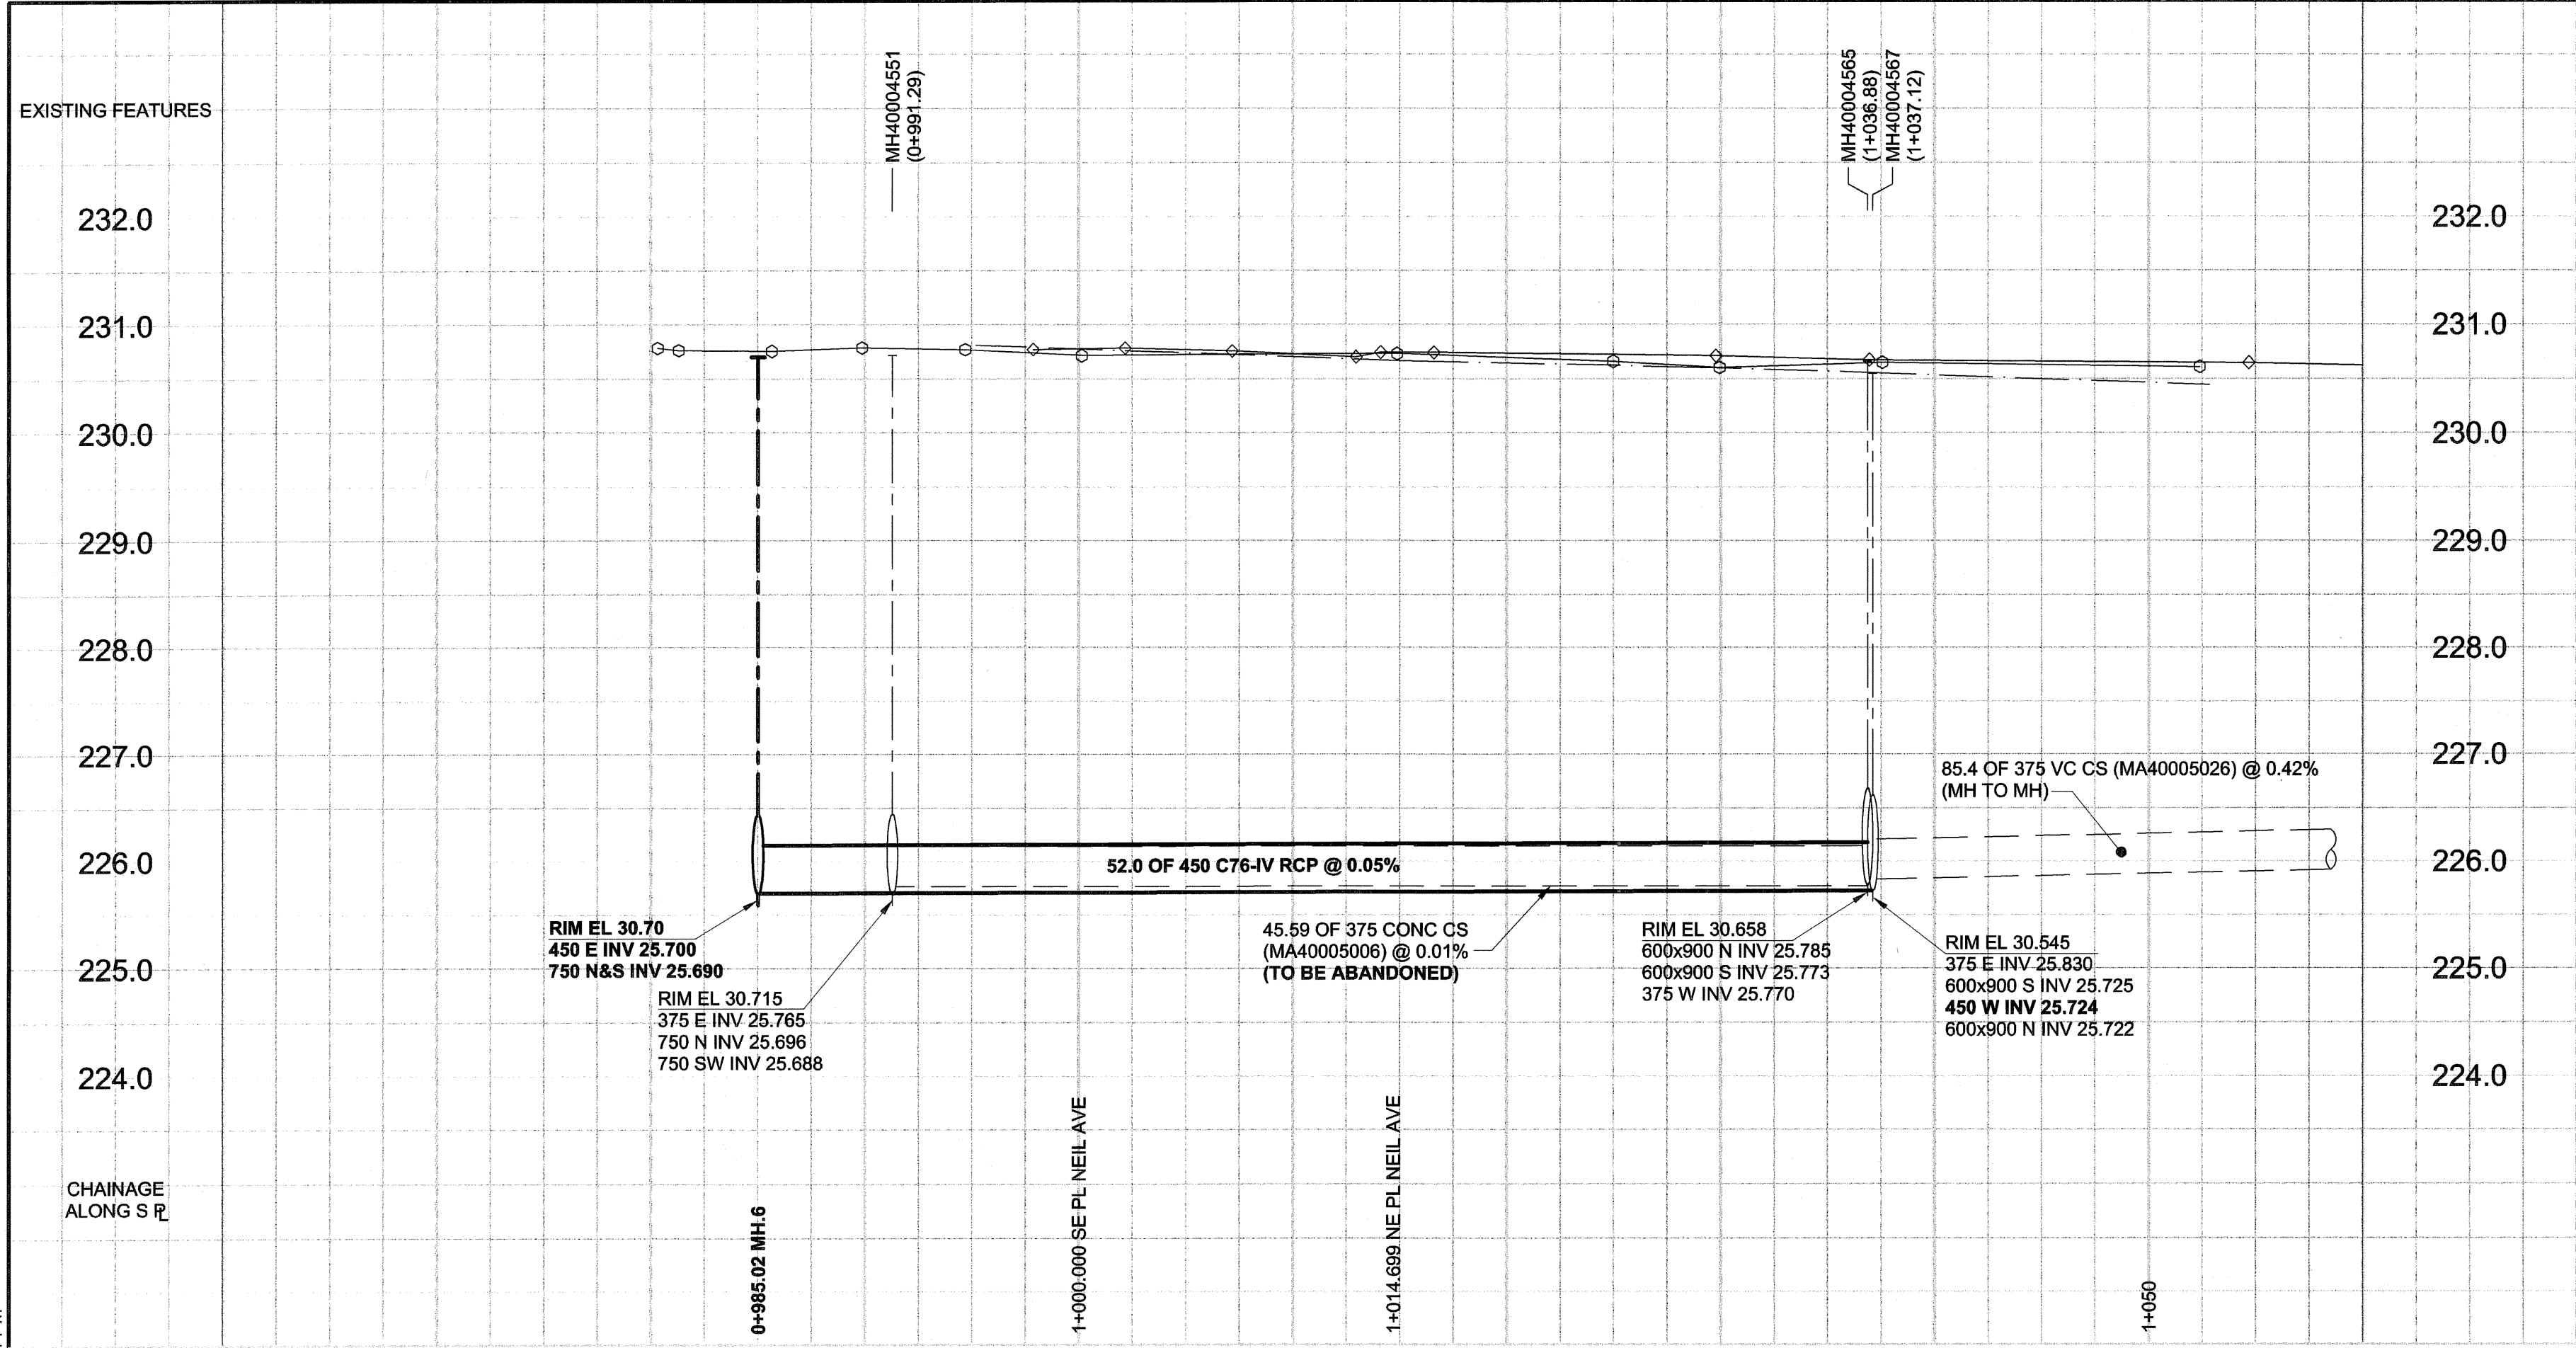 MH40004551
(0+991.29)
MH40004565
(1+036.88)
MH40004567
(1+037.12)
EXISTING FEATURES
232.0
232.0
231.0
231.0
230.0
230.0
229.0
229.0
228.0
228.0
227.0
227.0
85.4 OF 375 VC CS (MA40005026) @ 0.42%
(MH TO MH)
226.0
52.0 OF 450 C76-IV RCP @ 0.05%
226.0
RIM EL 30.70
450 E INV 25.700
750 N&S INV 25.690
45.59 OF 375 CONC CS
(MA40005006) @ 0.01%
(TO BE ABANDONED)
RIM EL 30.658
600x900 N INV 25.785
600x900 S INV 25.773
375 W INV 25.770
RIM EL 30.545
375 E INV 25.830
600x900 S INV 25.725
450 W INV 25.724
600x900 N INV 25.722
225.0
225.0
RIM EL 30.715
375 E INV 25.765
750 N INV 25.696
750 SW INV 25.688
224.0
224.0
CHAINAGE
ALONG S PL
0+985.02 MH.6
1+000.000 SE PL NEIL AVE
1+014.699 NE PL NEIL AVE
1+050